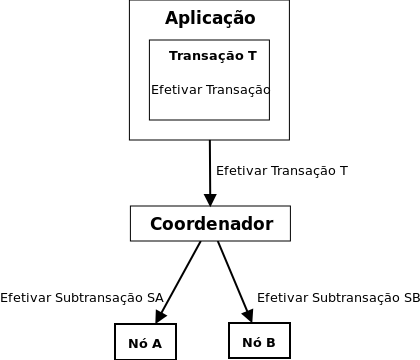 Aplicação
Transação T
Efetivar Transação
Efetivar Transação T
Coordenador
Efetivar Subtransação SA
Efetivar Subtransação SB
Nó A
Nó B